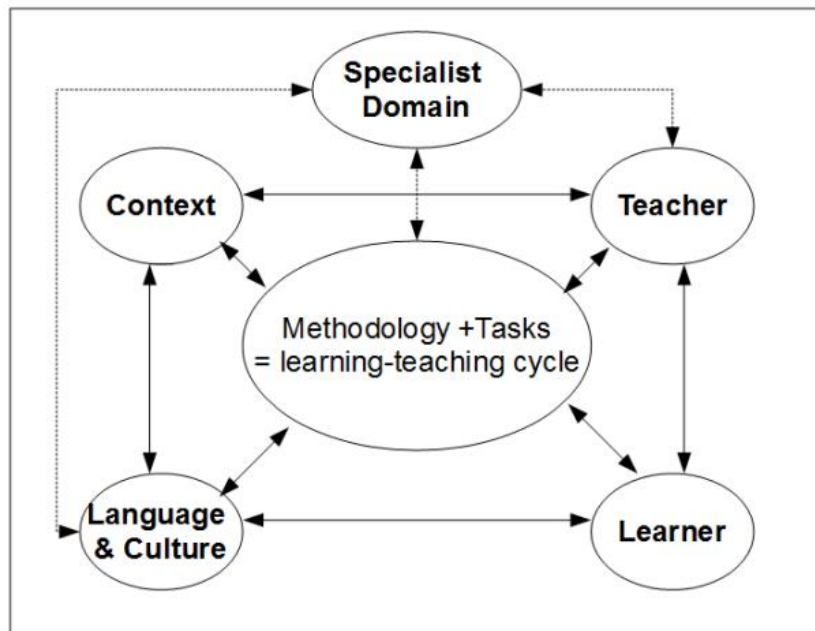 Specialist
Domain
Context
Teacher
Methodology +Tasks
= learning-teaching cycle
Language
& Culture
Learner